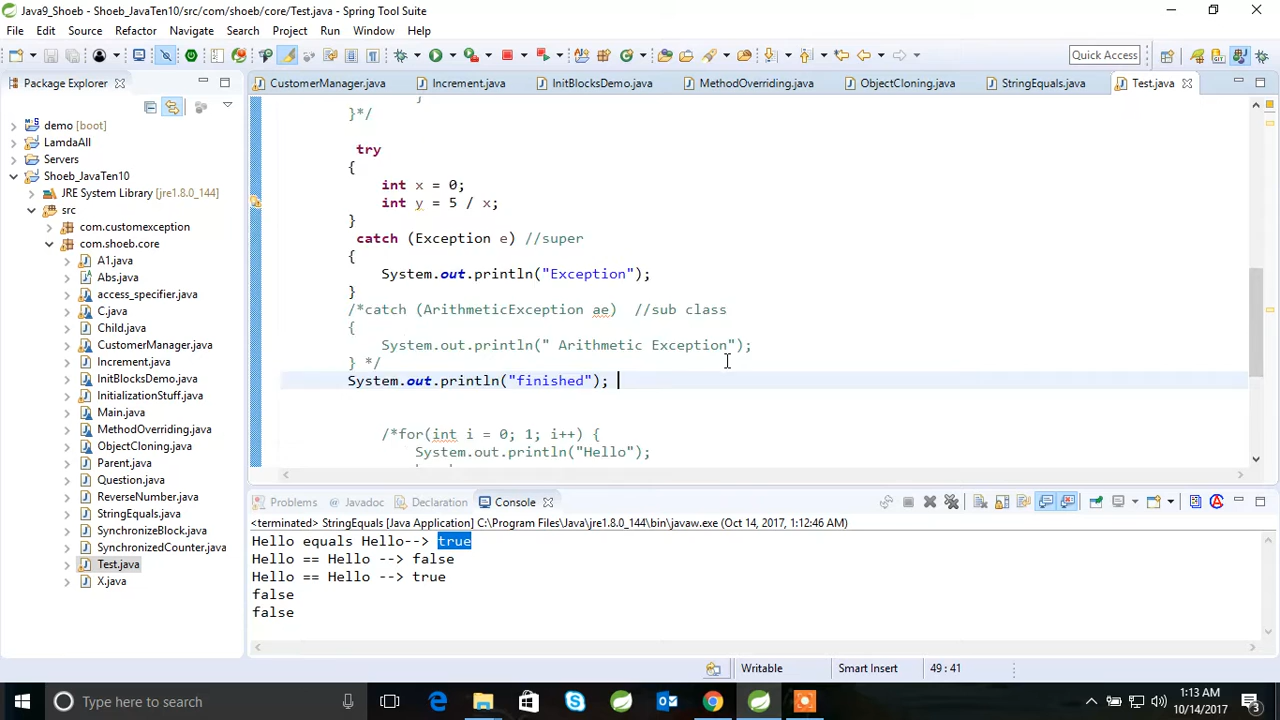 Java9_Shoeb - Shoeb_JavaTen10/src/com/shoeb/core/Test.java - Spring Tool Suite
File Edit Source Refactor Navigate Search Project Run Window Help
Quick Access
Package Explorer
CustomerManager.java Increment.java InitBlocksDemo.java MethodOverriding.java ObjectCloning.java StringEquals.java Test.java
demo [boot]
LamdaAll
Servers
Shoeb_JavaTen10
JRE System Library [jre1.8.0_144]
src
com.customexception
com.shoeb.core
A1.java
Abs.java
access_specifier.java
C.java
Child.java
CustomerManager.java
Increment.java
InitBlocksDemo.java
InitializationStuff.java
Main.java
MethodOverriding.java
ObjectCloning.java
Parent.java
Question.java
ReverseNumber.java
StringEquals.java
SynchronizeBlock.java
SynchronizedCounter.java
Test.java
X.java
}*/
try
{
int x = 0;
int y = 5 / x;
}
catch (Exception e) //super
{
System.out.println("Exception");
}
/*catch (ArithmeticException ae)  //sub class
{
System.out.println(" Arithmetic Exception");
} */
System.out.println("finished");
/*for(int i = 0; 1; i++) {
System.out.println("Hello");
Problems Javadoc Declaration Console
<terminated> StringEquals [Java Application] C:\Program Files\Java\jre1.8.0_144\bin\javaw.exe (Oct 14, 2017, 1:12:46 AM)
Hello equals Hello--> true
Hello == Hello --> false
Hello == Hello --> true
false
false
Writable Smart Insert 49 : 41
Type here to search
1:13 AM
10/14/2017
3